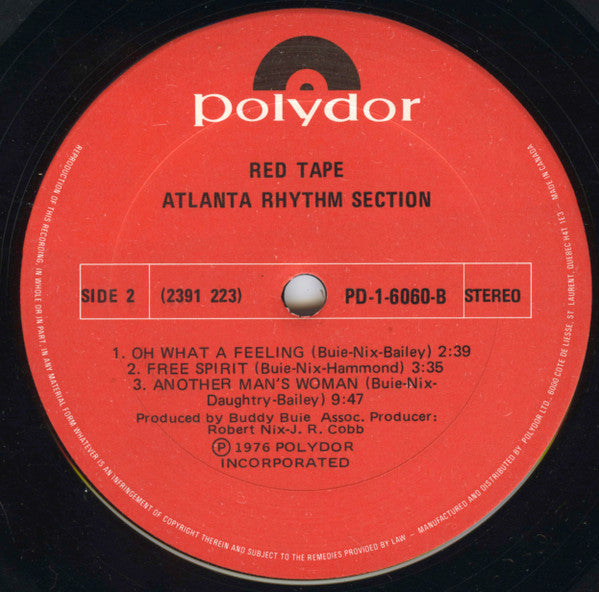 polydor
RED TAPE
ATLANTA RHYTHM SECTION
SIDE 2 (2391 223) PD-1-6060-B STEREO
1. OH WHAT A FEELING (Buie-Nix-Bailey) 2:39
2. FREE SPIRIT (Buie-Nix-Hammond) 3:35
3. ANOTHER MAN'S WOMAN (Buie-Nix-
Daughtry-Bailey) 9:47
Produced by Buddy Buie Assoc. Producer:
Robert Nix-J. R. Cobb
Ⓟ 1976 POLYDOR
INCORPORATED
REPRODUCTION OF THIS RECORDING, IN WHOLE OR IN PART, IN ANY MATERIAL FORM WHATEVER IS AN INFRINGEMENT OF COPYRIGHT THEREIN AND SUBJECT TO THE REMEDIES PROVIDED BY LAW – MANUFACTURED AND DISTRIBUTED BY POLYDOR LTD., 6000 COTE DE LIESSE, ST LAURENT, QUEBEC H4T 1E3 – MADE IN CANADA